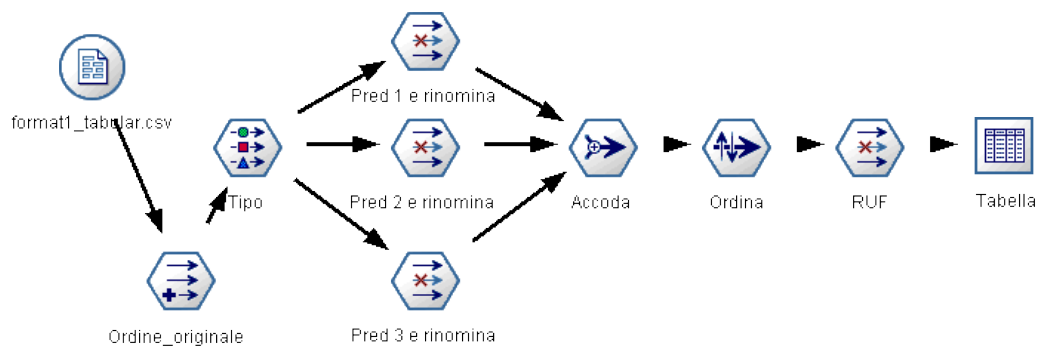 format1_tabular.csv
Ordine_originale
Tipo
Pred 1 e rinomina
Pred 2 e rinomina
Pred 3 e rinomina
Accoda
Ordina
RUF
Tabella